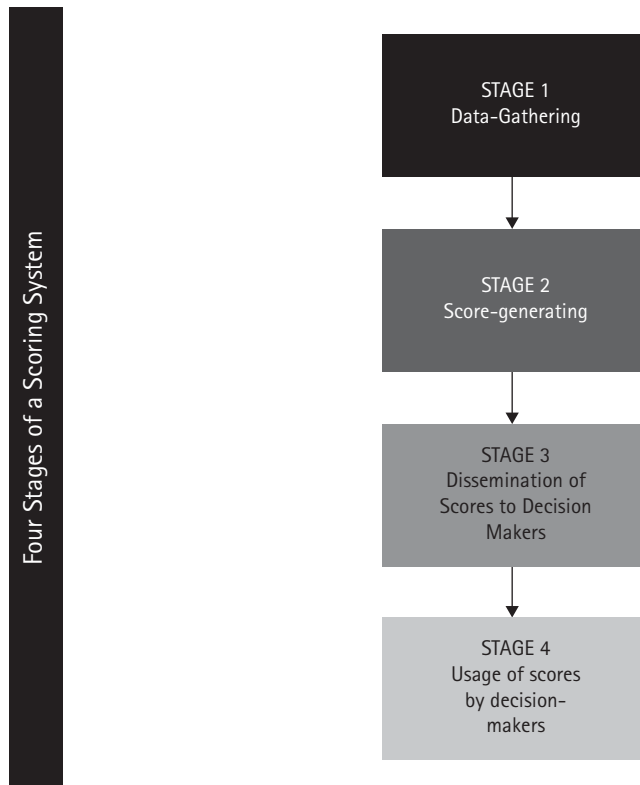 Four Stages of a Scoring System
STAGE 1
Data-Gathering
STAGE 2
Score-generating
STAGE 3
Dissemination of
Scores to Decision
Makers
STAGE 4
Usage of scores
by decision-
makers